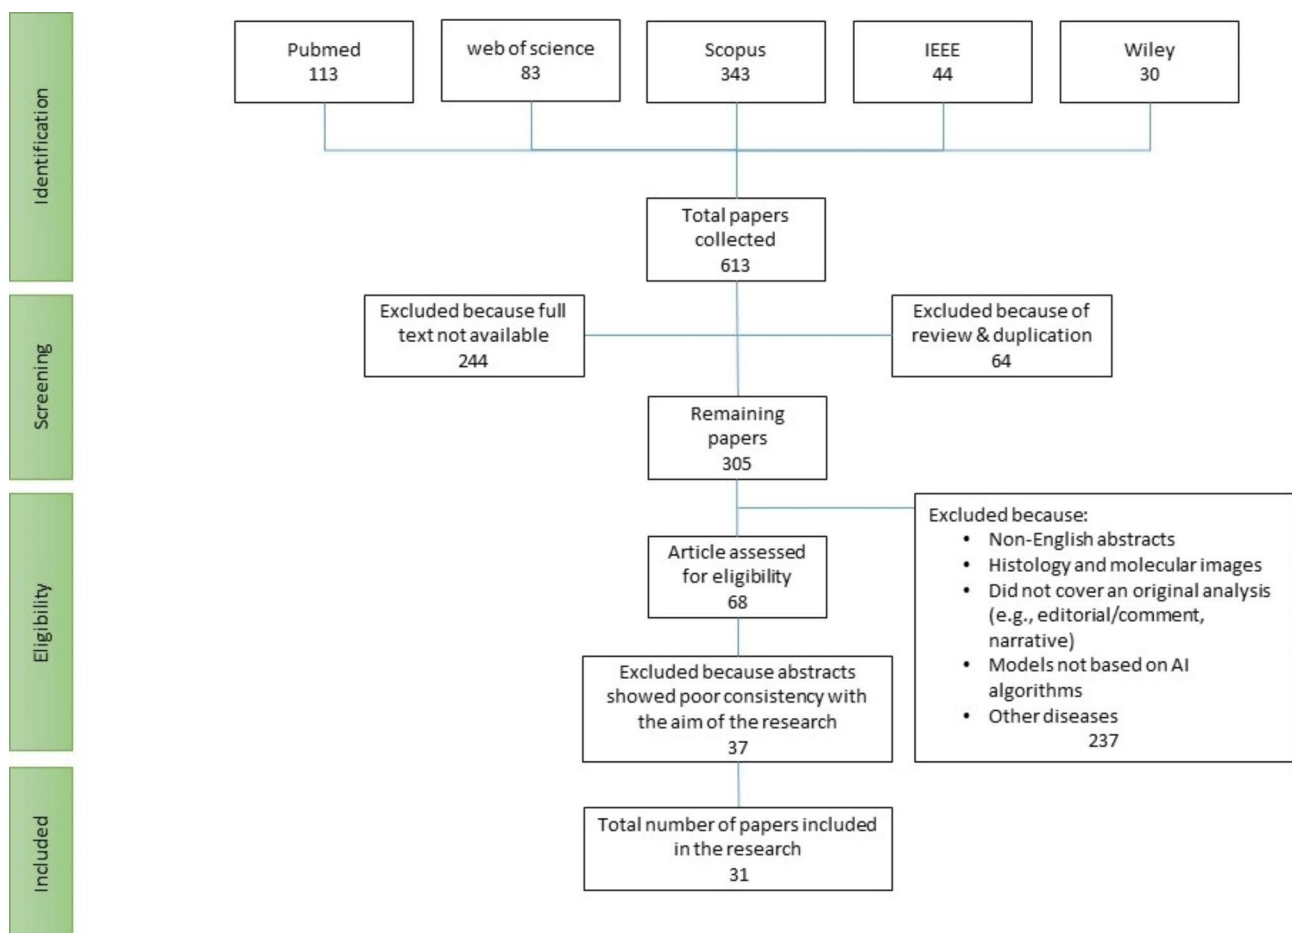 Identification
Pubmed
113
web of science
83
Scopus
343
IEEE
44
Wiley
30
Total papers
collected
613
Screening
Excluded because full
text not available
244
Excluded because of
review & duplication
64
Remaining
papers
305
Eligibility
Excluded because:
• Non-English abstracts
• Histology and molecular images
• Did not cover an original analysis
(e.g., editorial/comment,
narrative)
• Models not based on AI
algorithms
• Other diseases
237
Article assessed
for eligibility
68
Excluded because abstracts
showed poor consistency with
the aim of the research
37
Included
Total number of papers included
in the research
31